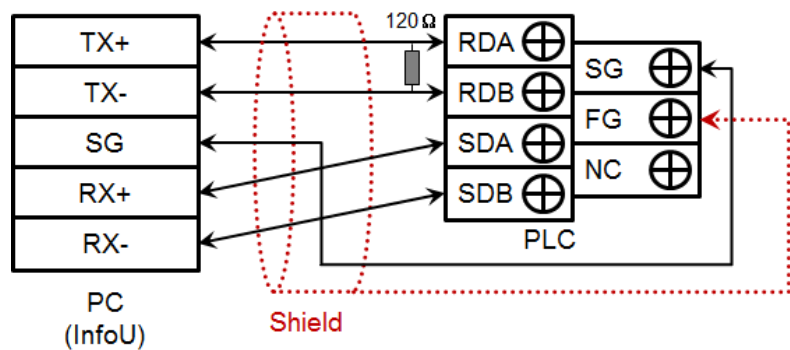 120Ω
TX+
TX-
SG
RX+
RX-
RDA
RDB
SDA
SDB
SG
FG
NC
PLC
PC
(InfoU)
Shield